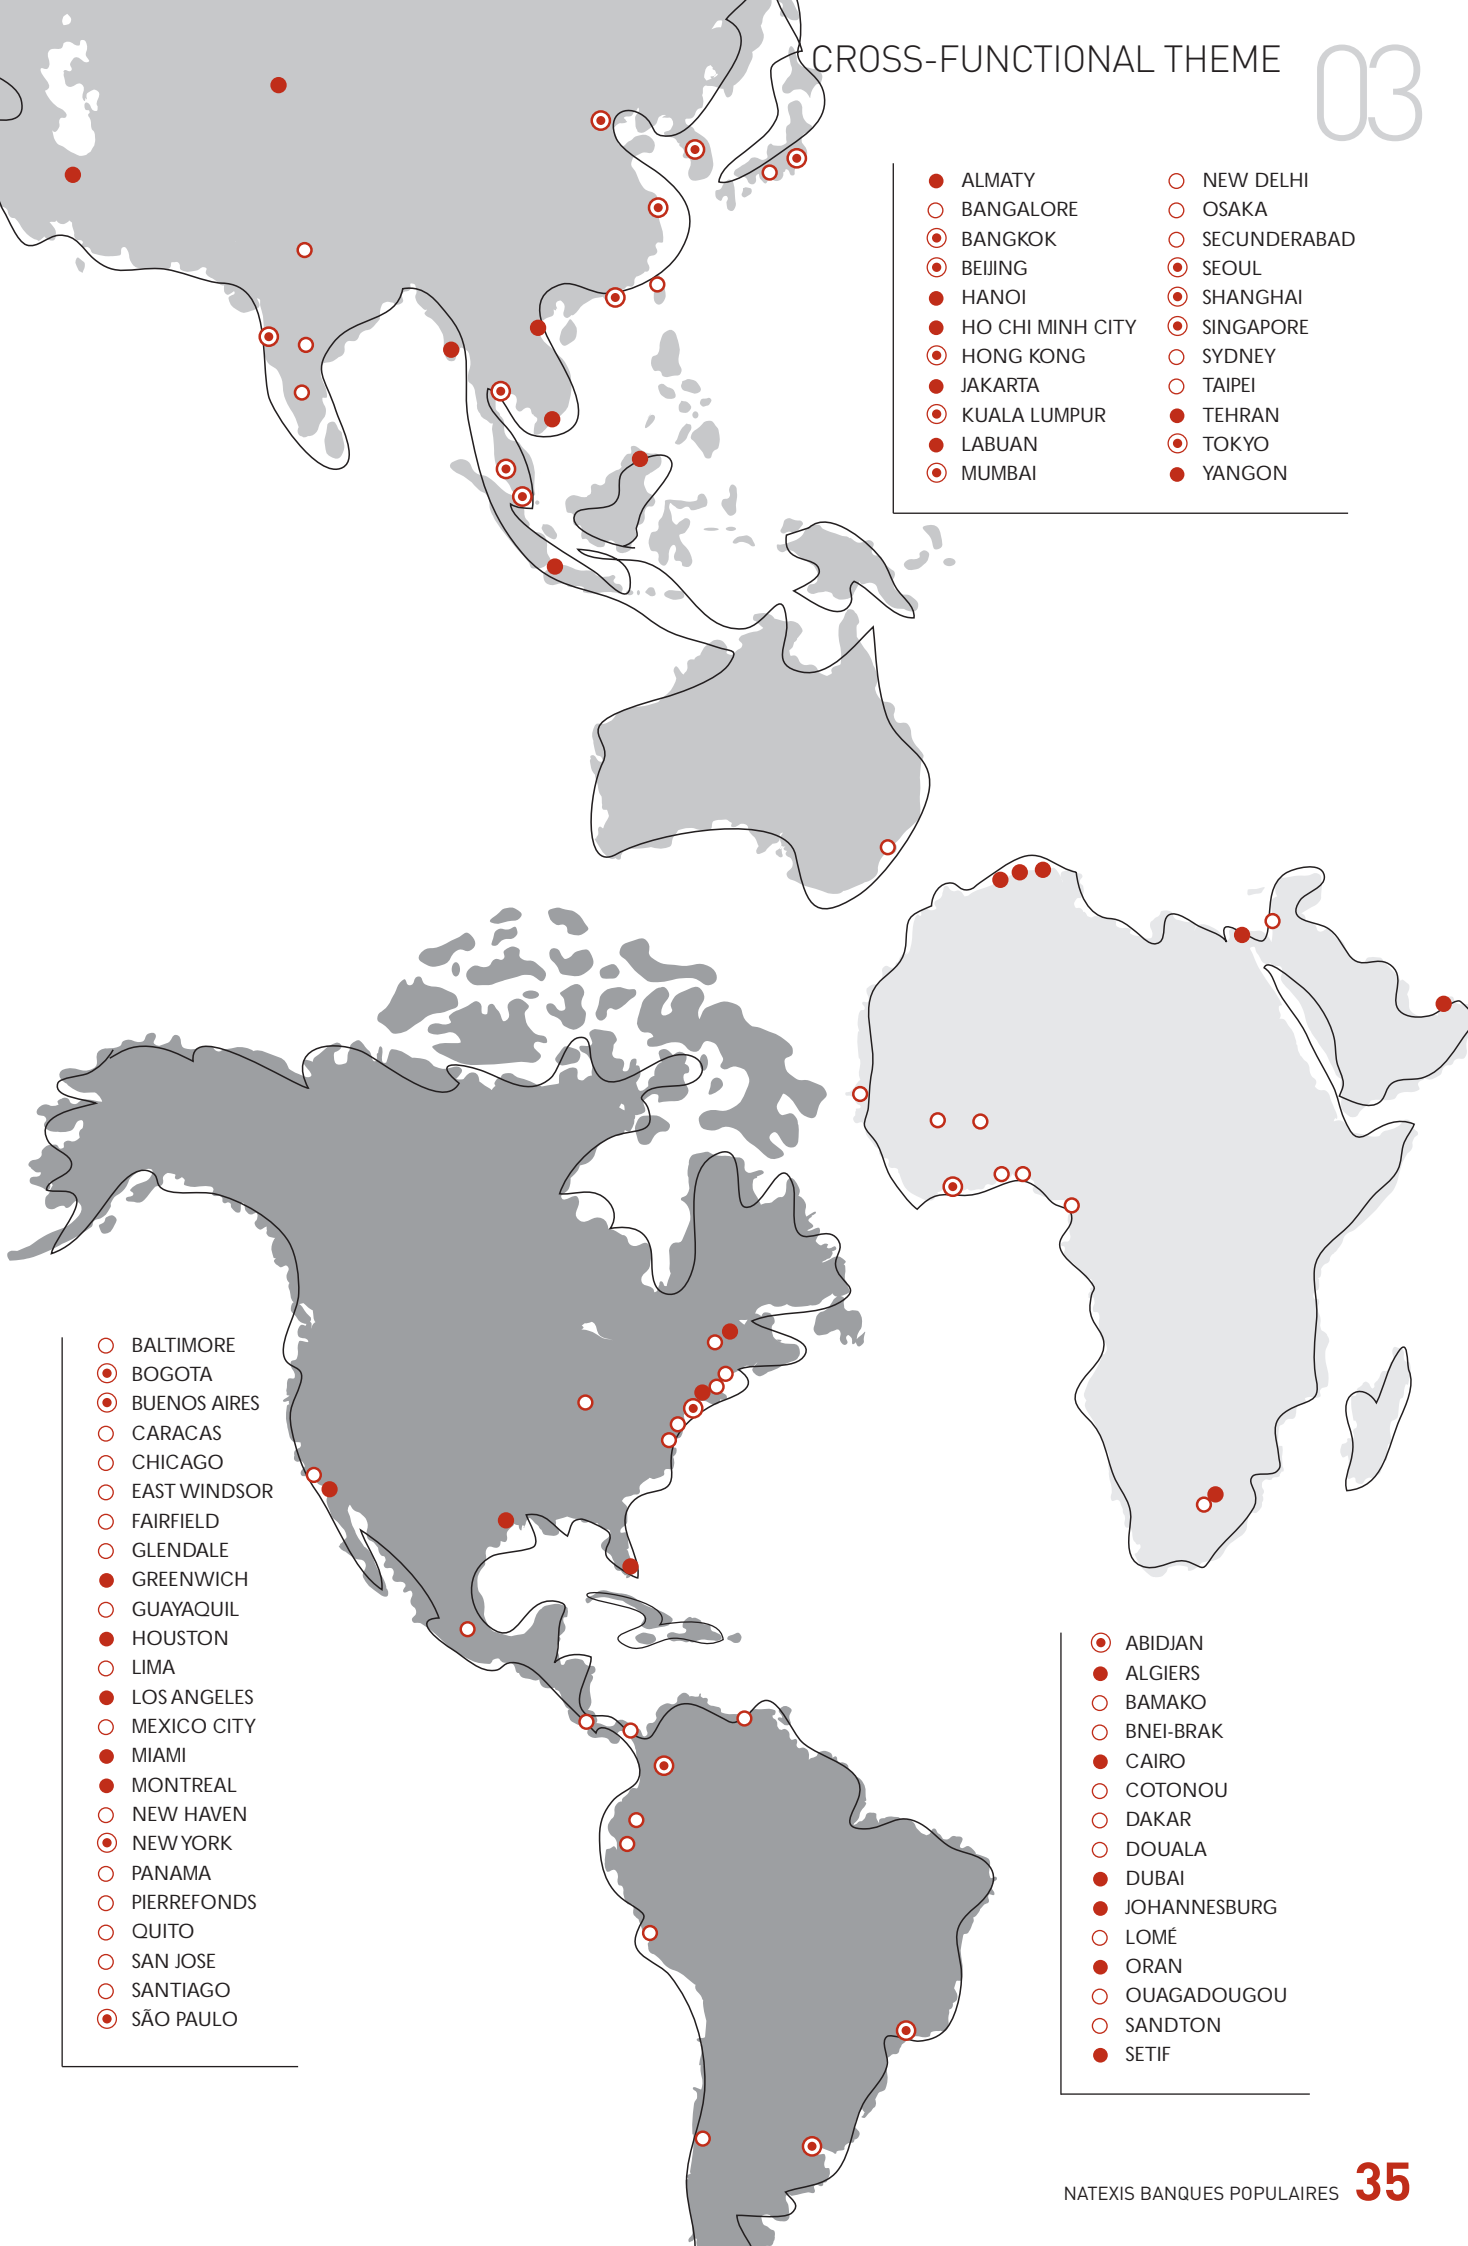 CROSS-FUNCTIONAL THEME 03
ALMATY
BANGALORE
BANGKOK
BEIJING
HANOI
HO CHI MINH CITY
HONG KONG
JAKARTA
KUALA LUMPUR
LABUAN
MUMBAI
NEW DELHI
OSAKA
SECUNDERABAD
SEOUL
SHANGHAI
SINGAPORE
SYDNEY
TAIPEI
TEHRAN
TOKYO
YANGON
BALTIMORE
BOGOTA
BUENOS AIRES
CARACAS
CHICAGO
EAST WINDSOR
FAIRFIELD
GLENDALE
GREENWICH
GUAYAQUIL
HOUSTON
LIMA
LOS ANGELES
MEXICO CITY
MIAMI
MONTREAL
NEW HAVEN
NEW YORK
PANAMA
PIERREFONDS
QUITO
SAN JOSE
SANTIAGO
SÃO PAULO
ABIDJAN
ALGIERS
BAMAKO
BNEI-BRAK
CAIRO
COTONOU
DAKAR
DOUALA
DUBAI
JOHANNESBURG
LOMÉ
ORAN
OUAGADOUGOU
SANDTON
SETIF
NATEXIS BANQUES POPULAIRES 35